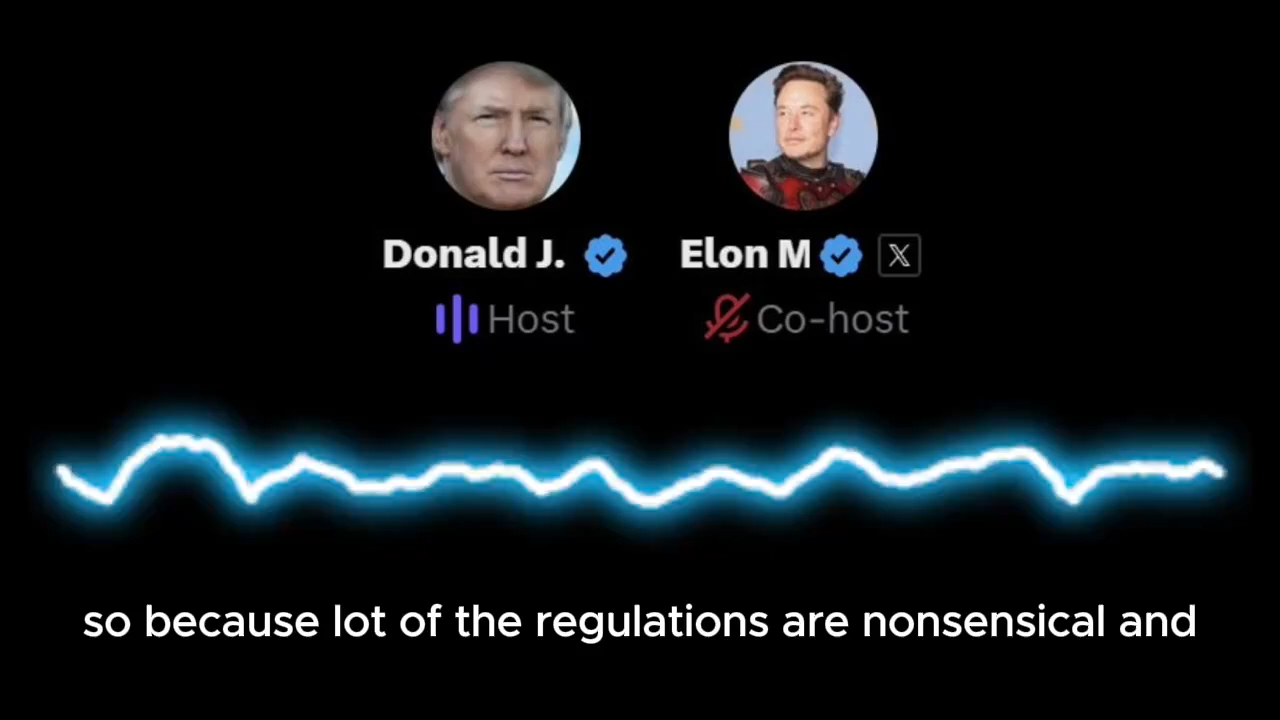 Donald J.
Elon M
Host
Co-host
so because lot of the regulations are nonsensical and